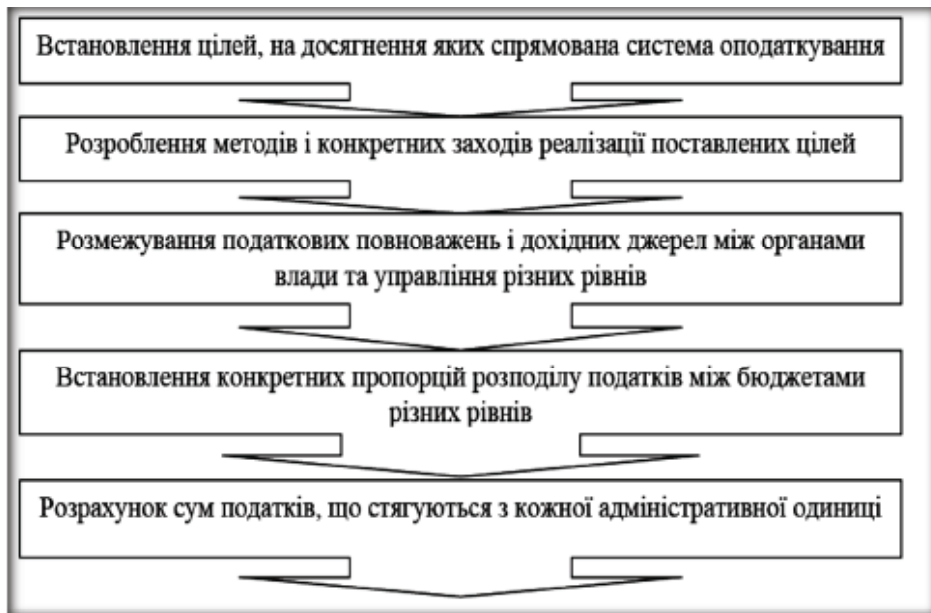 Встановлення цілей, на досягнення яких спрямована система оподаткування
Розроблення методів і конкретних заходів реалізації поставлених цілей
Розмежування податкових повноважень і дохідних джерел між органами
влади та управління різних рівнів
Встановлення конкретних пропорцій розподілу податків між бюджетами
різних рівнів
Розрахунок сум податків, що стягуються з кожної адміністративної одиниці